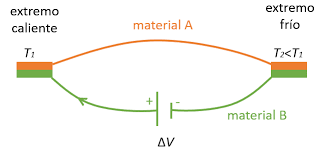 extremo
caliente
material A
extremo
frío
T₁
T₂<T₁
+
-
material B
ΔV